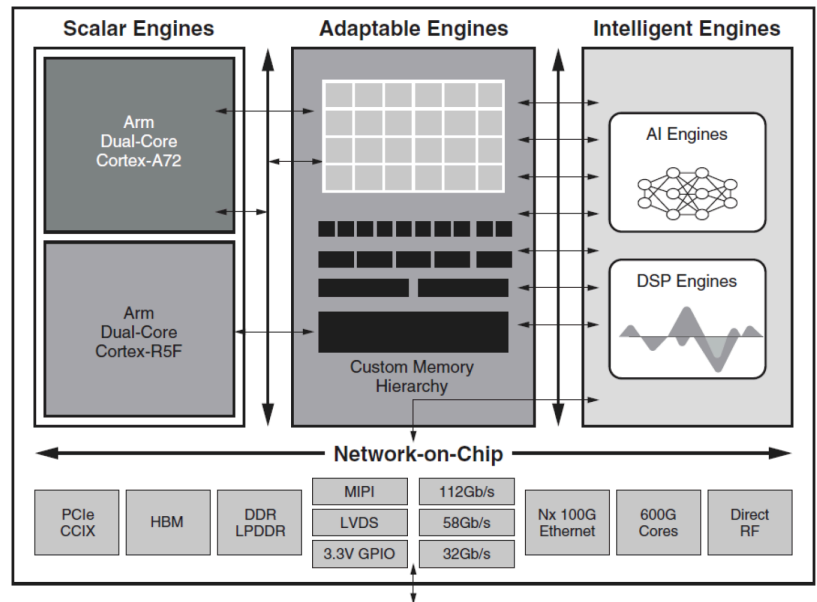 Scalar Engines
Adaptable Engines
Intelligent Engines
Arm
Dual-Core
Cortex-A72
Arm
Dual-Core
Cortex-R5F
Custom Memory
Hierarchy
AI Engines
DSP Engines
Network-on-Chip
PCIe
CCIX
HBM
DDR
LPDDR
MIPI
LVDS
3.3V GPIO
112Gb/s
58Gb/s
32Gb/s
Nx 100G
Ethernet
600G
Cores
Direct
RF